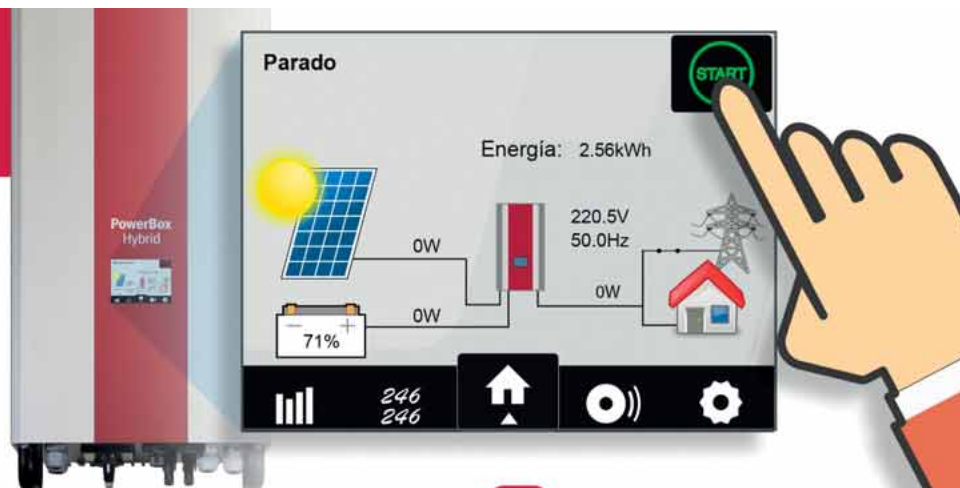 Parado
START
Energía: 2.56kWh
PowerBox
Hybrid
220.5V
50.0Hz
0W
0W
0W
71%
246
246